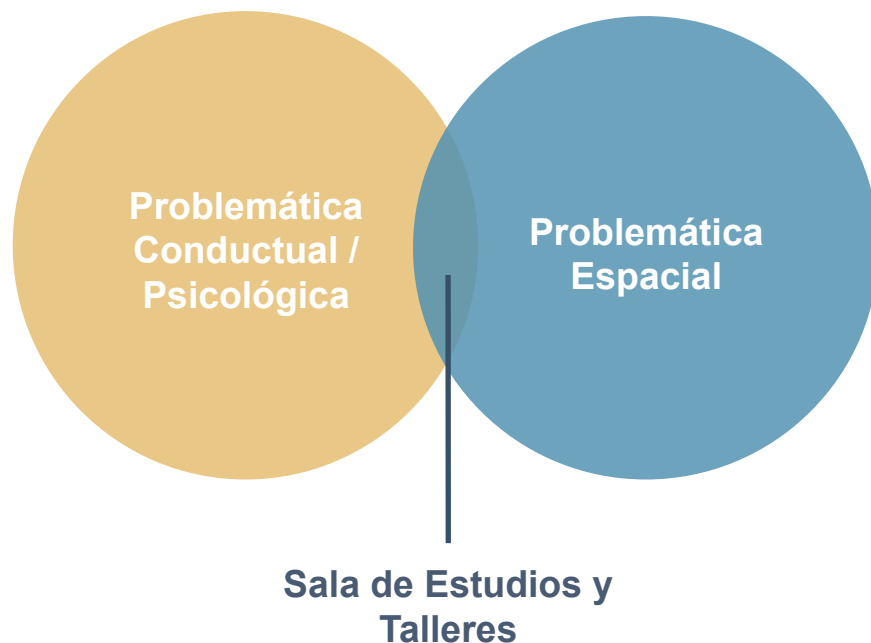 Problemática
Conductual /
Psicológica
Problemática
Espacial
Sala de Estudios y
Talleres